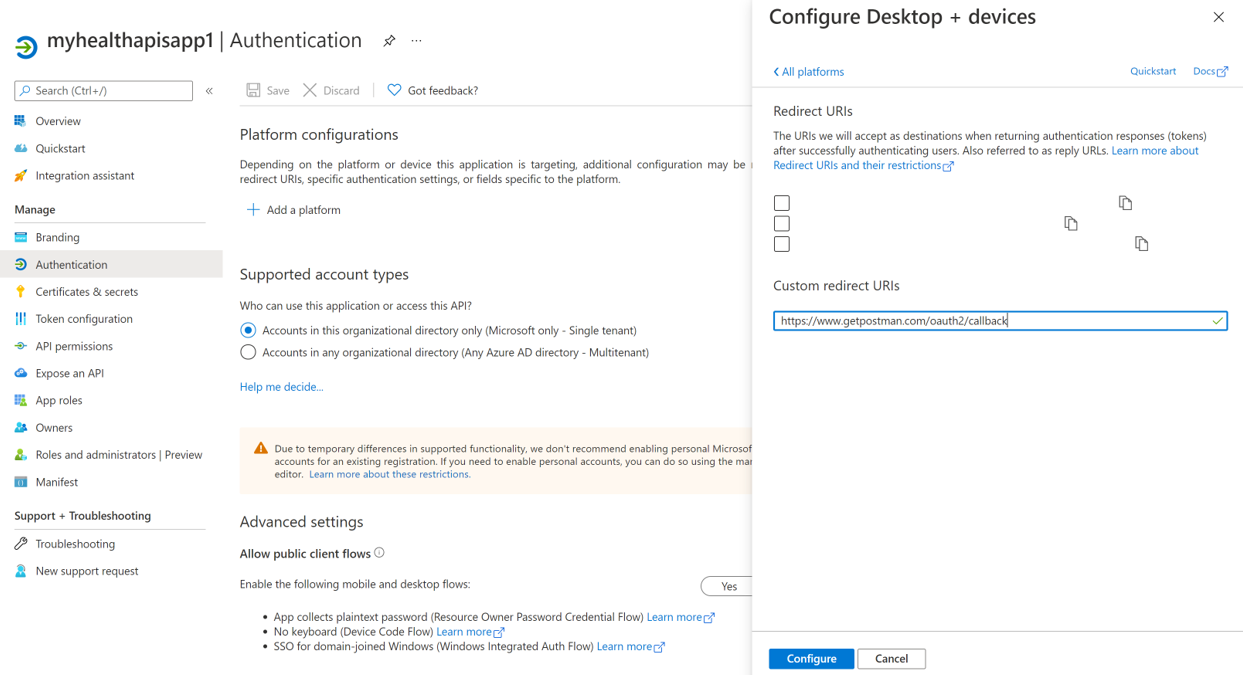 myhealthapisapp1 | Authentication
Search (Ctrl+/)
Overview
Quickstart
Integration assistant
Manage
Branding
Authentication
Certificates & secrets
Token configuration
API permissions
Expose an API
App roles
Owners
Roles and administrators | Preview
Manifest
Support + Troubleshooting
Troubleshooting
New support request
Save Discard Got feedback?
Platform configurations
Depending on the platform or device this application is targeting, additional configuration may be
redirect URIs, specific authentication settings, or fields specific to the platform.
Add a platform
Supported account types
Who can use this application or access this API?
Accounts in this organizational directory only (Microsoft only - Single tenant)
Accounts in any organizational directory (Any Azure AD directory - Multitenant)
Help me decide...
Due to temporary differences in supported functionality, we don't recommend enabling personal Microsof
accounts for an existing registration. If you need to enable personal accounts, you can do so using the
editor. Learn more about these restrictions.
Advanced settings
Allow public client flows
Enable the following mobile and desktop flows:
Yes
• App collects plaintext password (Resource Owner Password Credential Flow) Learn more
• No keyboard (Device Code Flow) Learn more
• SSO for domain-joined Windows (Windows Integrated Auth Flow) Learn more
Configure Desktop + devices
All platforms
Quickstart Docs
Redirect URIs
The URIs we will accept as destinations when returning authentication responses (tokens)
after successfully authenticating users. Also referred to as reply URLs. Learn more about
Redirect URIs and their restrictions
Custom redirect URIs
https://www.getpostman.com/oauth2/callback
Configure Cancel